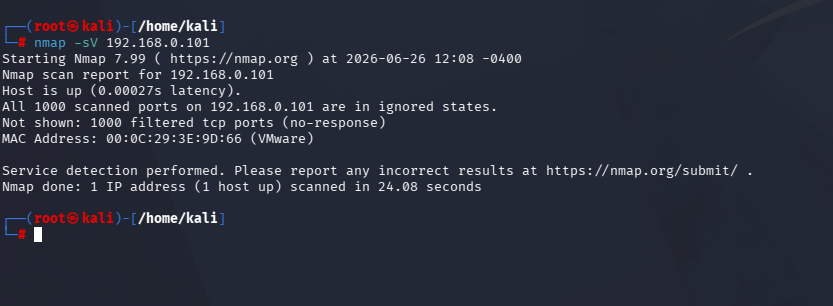 ┌──(root㉿kali)-[/home/kali]
└─# nmap -sV 192.168.0.101
Starting Nmap 7.99 ( https://nmap.org ) at 2026-06-26 12:08 -0400
Nmap scan report for 192.168.0.101
Host is up (0.00027s latency).
All 1000 scanned ports on 192.168.0.101 are in ignored states.
Not shown: 1000 filtered tcp ports (no-response)
MAC Address: 00:0C:29:3E:9D:66 (VMware)

Service detection performed. Please report any incorrect results at https://nmap.org/submit/ .
Nmap done: 1 IP address (1 host up) scanned in 24.08 seconds

┌──(root㉿kali)-[/home/kali]
└─#